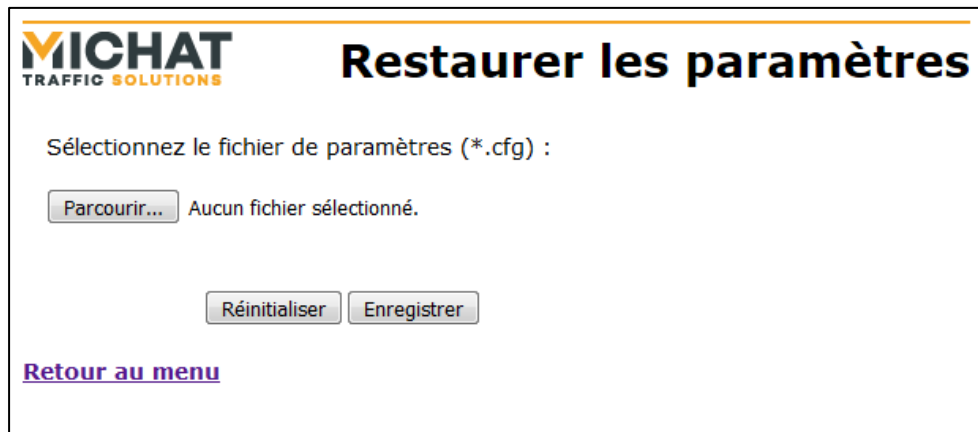 MICHAT
TRAFFIC SOLUTIONS
Restaurer les paramètres
Sélectionnez le fichier de paramètres (*.cfg) :
Parcourir... Aucun fichier sélectionné.
Réinitialiser Enregistrer
Retour au menu